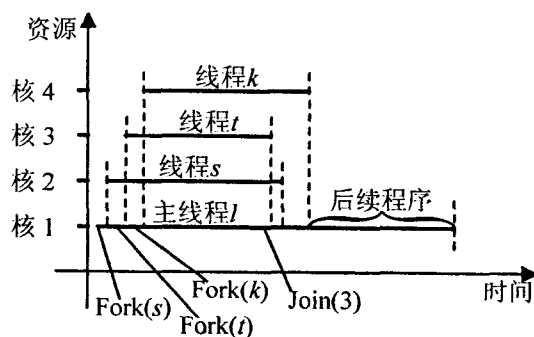 资源
核4
线程k
核3
线程t
核2
线程s
核1
主线程l
后续程序
Fork(s)
Fork(t)
Fork(k)
Join(3)
时间